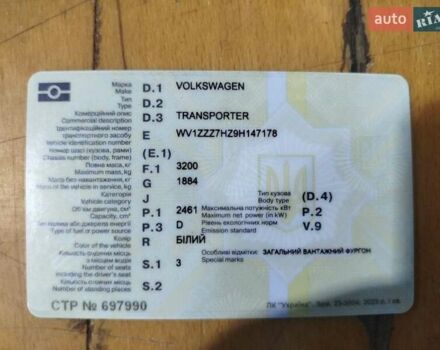 auto RIA
Марка D.1 VOLKSWAGEN
Make
Тип D.2
Type
Комерційний опис D.3 TRANSPORTER
Commercial description
Ідентифікаційний номер
транспортного засобу E WV1ZZZ7HZ9H147178
Vehicle identification number
Номер шасі (кузова, рами) (E.1)
Chassis number (body, frame)
Повна маса, кг F.1 3200
Maximum mass, kg
Маса без навантаження, кг G 1884
Mass of the vehicle in service, kg
Категорія J Тип кузова (D.4)
Vehicle category Body type
Об'єм двигуна, см³ P.1 2461 Максимальна потужність кВт P.2
Capacity, cm³ Maximum net power (in kW)
Тип палива або джерела енергії P.3 D Рівень екологічних норм V.9
Type of fuel or power source Emission standard
Колір R БІЛИЙ
Color of the vehicle
Кількість сидячих місць Особливі відмітки ЗАГАЛЬНИЙ ВАНТАЖНИЙ ФУРГОН
з місцем водія S.1 3 Special marks
Number of seats
including the driver's seat
Кількість стоячих місць S.2
Number of standing places
СТР № 697990